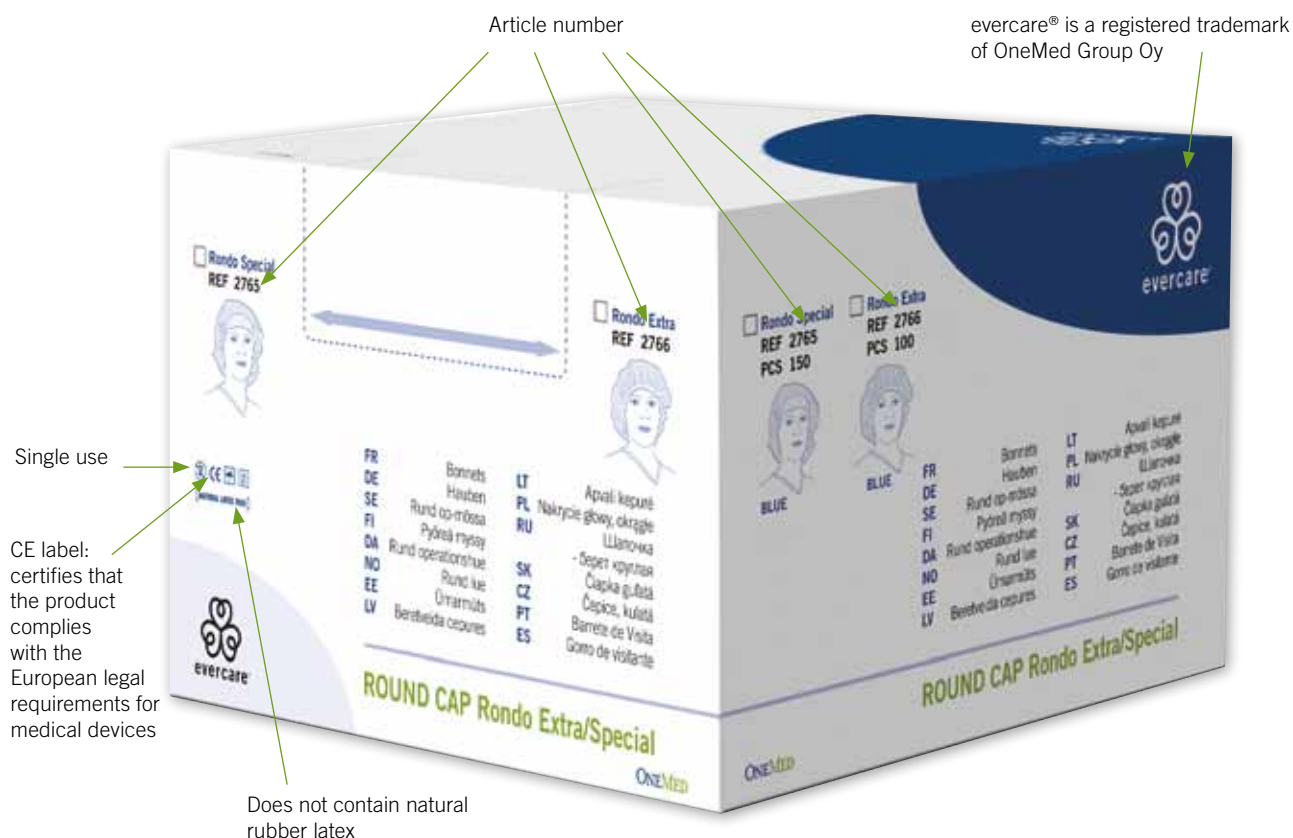 Article number
evercare® is a registered trademark
of OneMed Group Oy
Rondo Special
REF 2765
Rondo Extra
REF 2766
Rondo Special
REF 2765
PCS 150
Rondo Extra
REF 2766
PCS 100
evercare
BLUE
BLUE
Single use
CE label:
certifies that
the product
complies
with the
European legal
requirements for
medical devices
CE
FR Bonnets
DE Hauben
SE Rund op-mössa
FI Pyöreä myssy
DA Rund operationshue
NO Rund lue
EE Ümarmüts
LV Beretveida cepures
LT Apvali kepurė
PL Nakrycie głowy, okrągłe
RU Шапочка
- берет круглая
SK Čiapka guľatá
CZ Čepice, kulatá
PT Barrete de Visita
ES Gorro de visitante
FR Bonnets
DE Hauben
SE Rund op-mössa
FI Pyöreä myssy
DA Rund operationshue
NO Rund lue
EE Ümarmüts
LV Beretveida cepures
LT Apvali kepurė
PL Nakrycie głowy, okrągłe
RU Шапочка
- берет круглая
SK Čiapka guľatá
CZ Čepice, kulatá
PT Barrete de Visita
ES Gorro de visitante
evercare
ROUND CAP Rondo Extra/Special
ONEMED
ROUND CAP Rondo Extra/Special
ONEMED
Does not contain natural
rubber latex